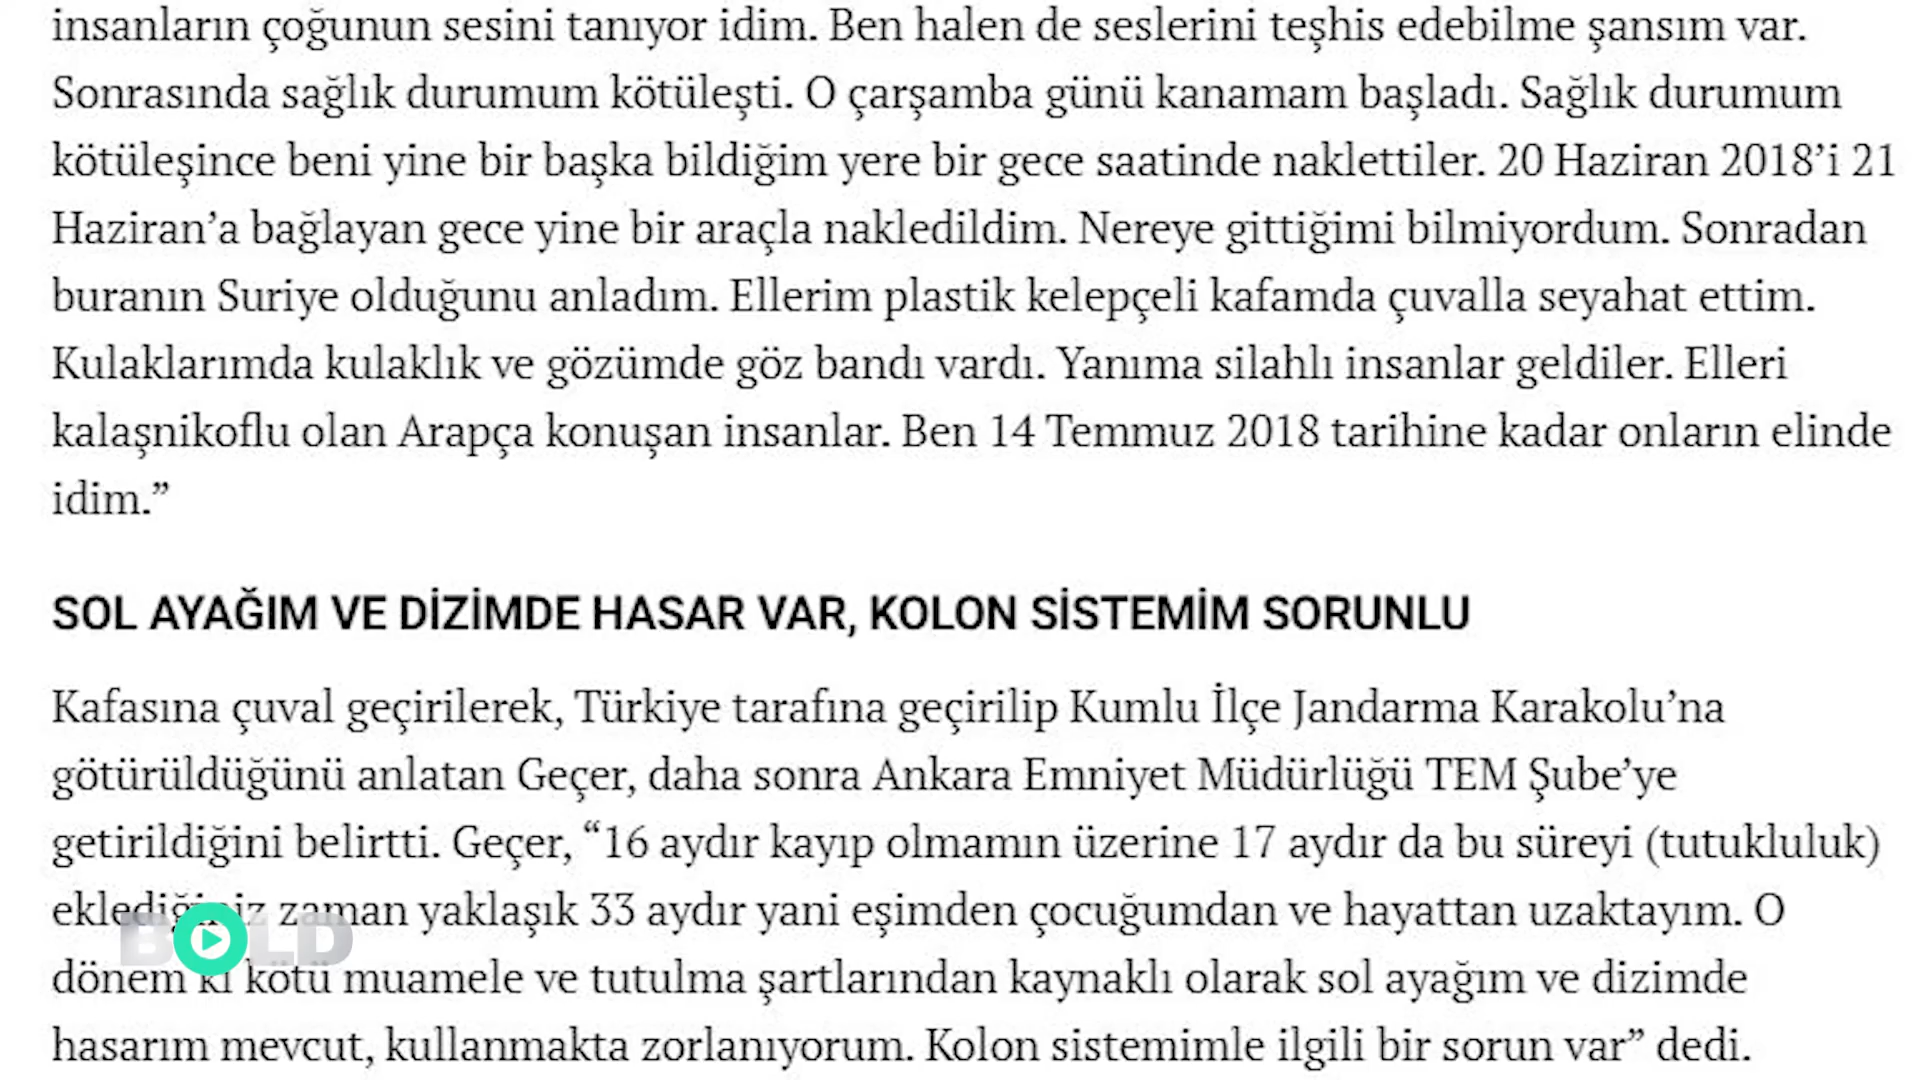 insanların çoğunun sesini tanıyor idim. Ben halen de seslerini teşhis edebilme şansım var.
Sonrasında sağlık durumum kötüleşti. O çarşamba günü kanamam başladı. Sağlık durumum
kötüleşince beni yine bir başka bildiğim yere bir gece saatinde naklettiler. 20 Haziran 2018’i 21
Haziran’a bağlayan gece yine bir araçla nakledildim. Nereye gittiğimi bilmiyordum. Sonradan
buranın Suriye olduğunu anladım. Ellerim plastik kelepçeli kafamda çuvalla seyahat ettim.
Kulaklarımda kulaklık ve gözümde göz bandı vardı. Yanıma silahlı insanlar geldiler. Elleri
kalaşnikoflu olan Arapça konuşan insanlar. Ben 14 Temmuz 2018 tarihine kadar onların elinde
idim.”
SOL AYAĞIM VE DİZİMDE HASAR VAR, KOLON SİSTEMİM SORUNLU
Kafasına çuval geçirilerek, Türkiye tarafına geçirilip Kumlu İlçe Jandarma Karakolu’na
götürüldüğünü anlatan Geçer, daha sonra Ankara Emniyet Müdürlüğü TEM Şube’ye
getirildiğini belirtti. Geçer, “16 aydır kayıp olmamın üzerine 17 aydır da bu süreyi (tutukluluk)
eklediğimiz zaman yaklaşık 33 aydır yani eşimden çocuğumdan ve hayattan uzaktayım. O
BOLD
dönem ki kötü muamele ve tutulma şartlarından kaynaklı olarak sol ayağım ve dizimde
hasarım mevcut, kullanmakta zorlanıyorum. Kolon sistemimle ilgili bir sorun var” dedi.